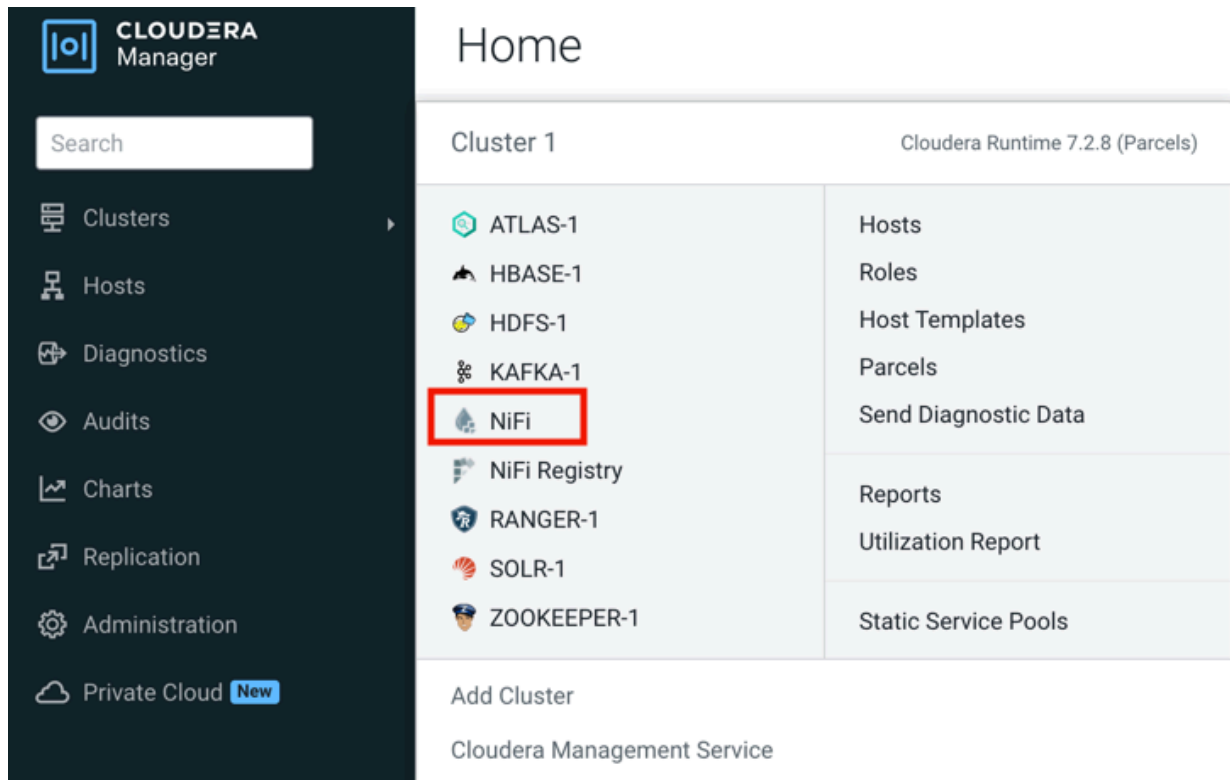 CLOUDERA
Manager
Search
Clusters
Hosts
Diagnostics
Audits
Charts
Replication
Administration
Private Cloud New
Home
Cluster 1 Cloudera Runtime 7.2.8 (Parcels)
ATLAS-1
HBASE-1
HDFS-1
KAFKA-1
NiFi
NiFi Registry
RANGER-1
SOLR-1
ZOOKEEPER-1
Hosts
Roles
Host Templates
Parcels
Send Diagnostic Data
Reports
Utilization Report
Static Service Pools
Add Cluster
Cloudera Management Service